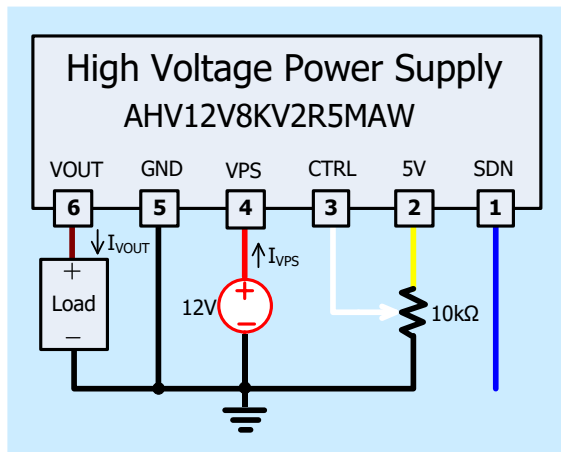 High Voltage Power Supply
AHV12V8KV2R5MAW
VOUT GND VPS CTRL 5V SDN
6 5 4 3 2 1
IVOUT IVPS
+ +
Load 12V 10kΩ
− −